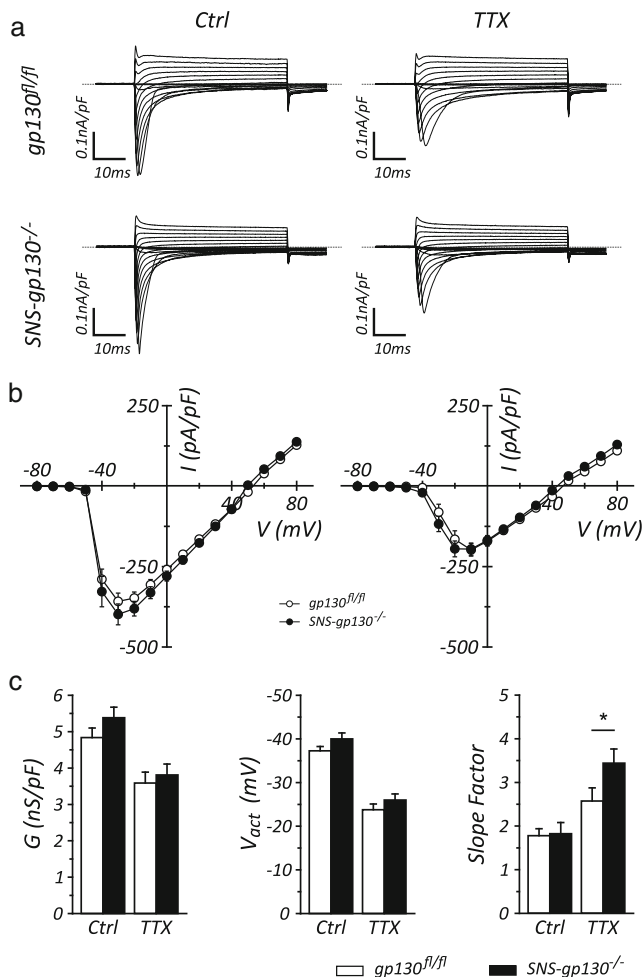 a
Ctrl
TTX
gp130fl/fl
0.1nA/pF
10ms
0.1nA/pF
10ms
SNS-gp130-/-
0.1nA/pF
10ms
0.1nA/pF
10ms
b
250
I (pA/pF)
-80
-40
40
80
V (mV)
-250
-500
250
I (pA/pF)
-80
-40
40
80
V (mV)
-250
-500
gp130fl/fl
SNS-gp130-/-
c
6
5
4
3
2
1
0
G (nS/pF)
Ctrl
TTX
-50
-40
-30
-20
-10
0
Vact (mV)
Ctrl
TTX
5
4
3
2
1
0
Slope Factor
*
Ctrl
TTX
gp130fl/fl
SNS-gp130-/-